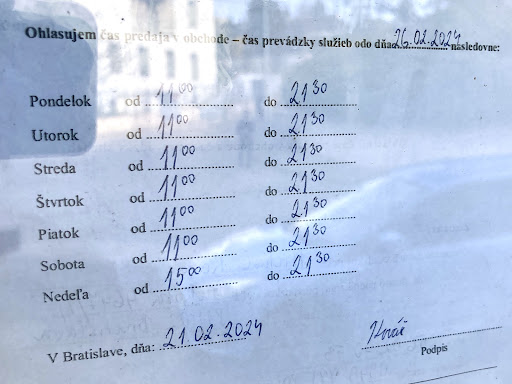 Ohlasujem čas predaja v obchode – čas prevádzky služieb odo dňa 26.02.2024 následovne:
Pondelok od 11⁰⁰ do 21³⁰
Utorok od 11⁰⁰ do 21³⁰
Streda od 11⁰⁰ do 21³⁰
Štvrtok od 11⁰⁰ do 21³⁰
Piatok od 11⁰⁰ do 21³⁰
Sobota od 11⁰⁰ do 21³⁰
Nedeľa od 15⁰⁰ do 21³⁰
V Bratislave, dňa: 21.02.2024
Podpis